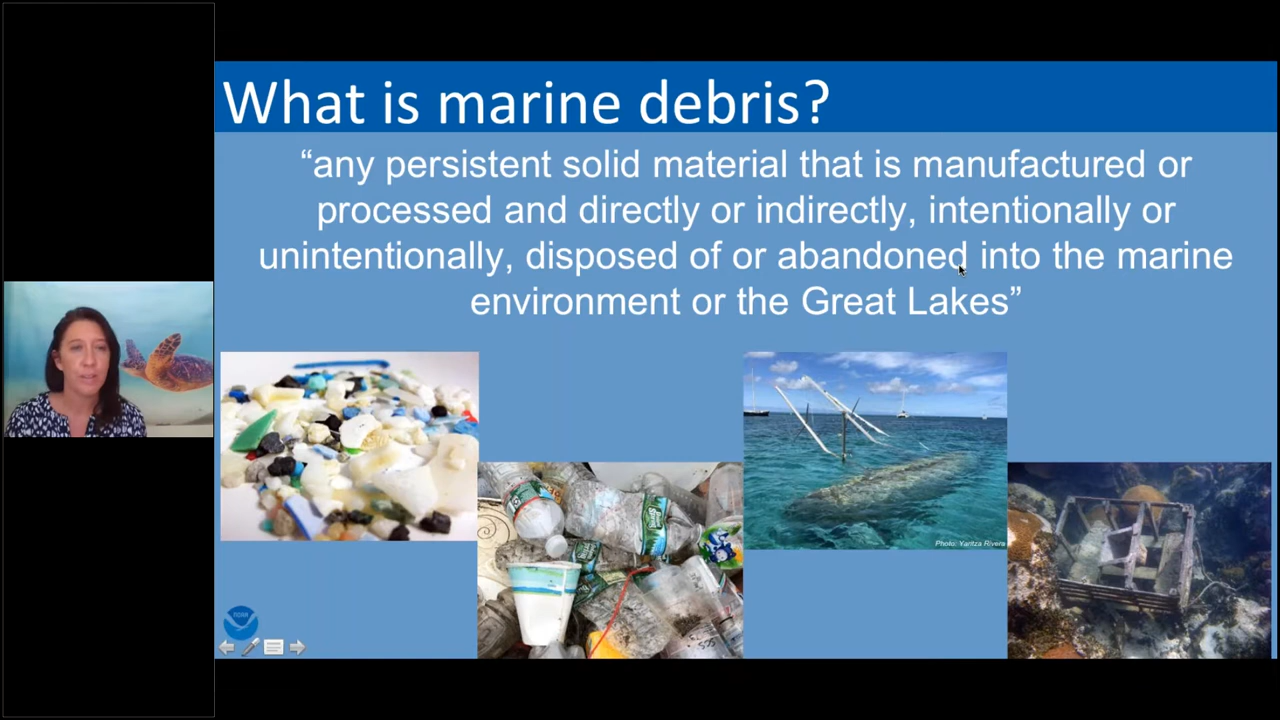 What is marine debris?
“any persistent solid material that is manufactured or
processed and directly or indirectly, intentionally or
unintentionally, disposed of or abandoned into the marine
environment or the Great Lakes”
Photo: Yaritza Rivera
NOAA